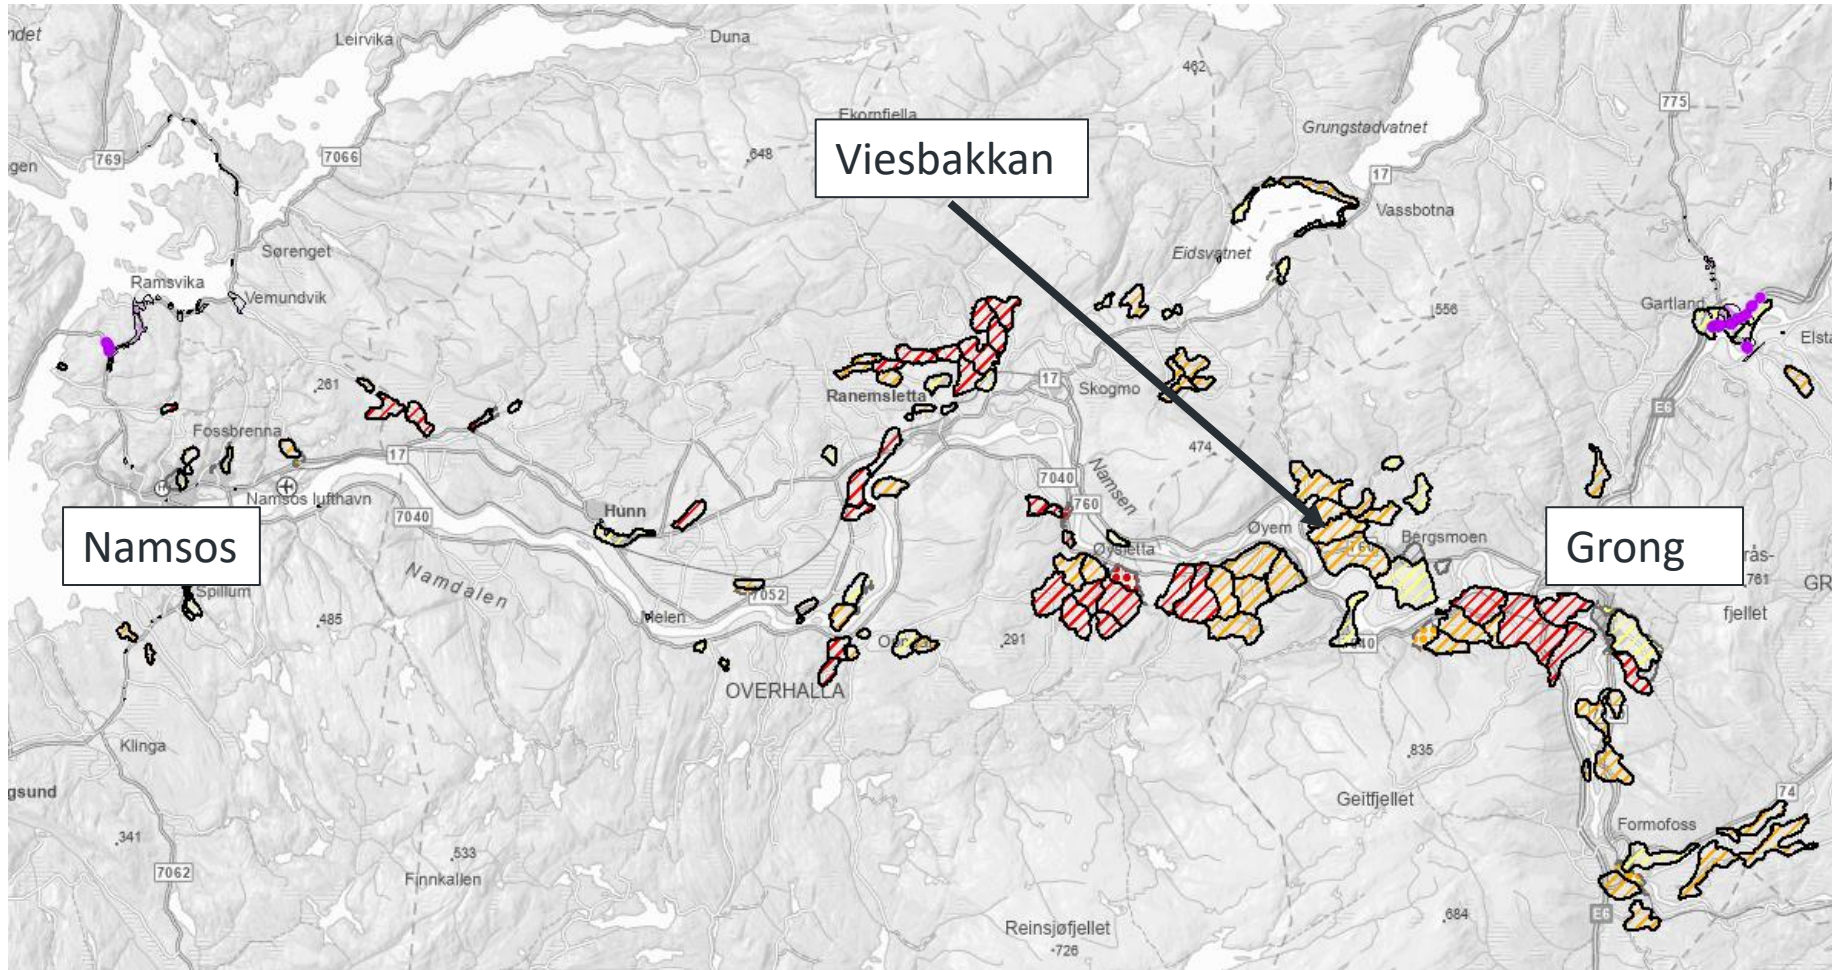 Leirvika
Duna
462
775
Ekornfjella
Grungstadvatnet
769
7066
648
Viesbakkan
17
Vassbotna
Sørenget
Eidsvatnet
Ramsvika
Vemundvik
Gartland
556
261
17
Skogmo
Ranemsletta
E6
Fossbrenna
474
17
H
Namsos lufthavn
7040
Namsen
7040
760
Hunn
Øyem
Bergsmoen
Øysletta
Namsos
Grong
761
Namdalen
7052
Spillum
fjellet
485
Melen
291
7040
OVERHALLA
Klinga
835
Geitfjellet
74
Formofoss
341
533
7062
Finnkallen
684
E6
Reinsjøfjellet
726